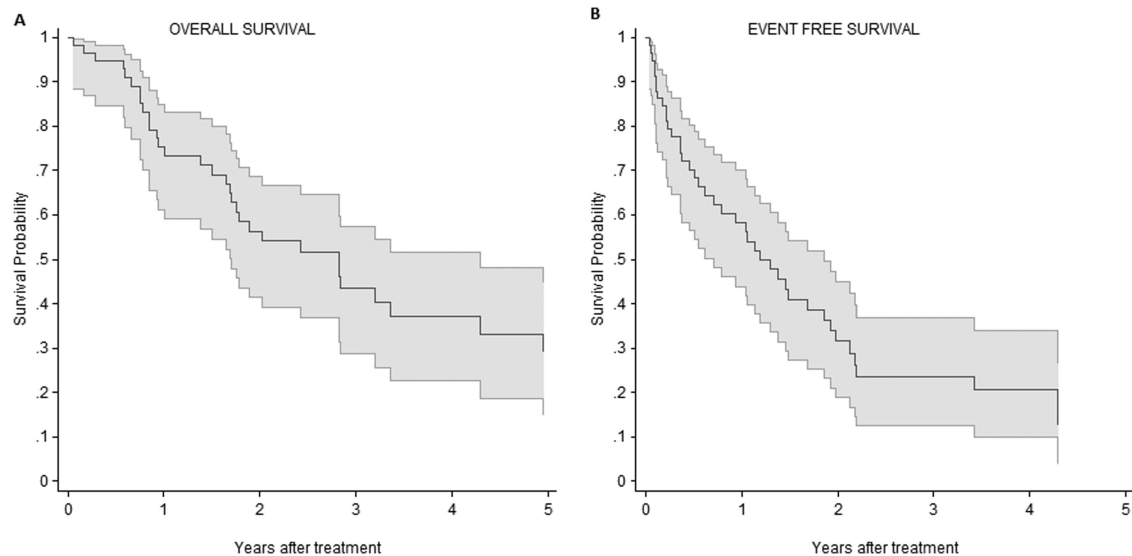 A
OVERALL SURVIVAL
1
.9
.8
.7
.6
.5
.4
.3
.2
.1
0
Survival Probability
0 1 2 3 4 5
Years after treatment
B
EVENT FREE SURVIVAL
1
.9
.8
.7
.6
.5
.4
.3
.2
.1
0
Survival Probability
0 1 2 3 4 5
Years after treatment